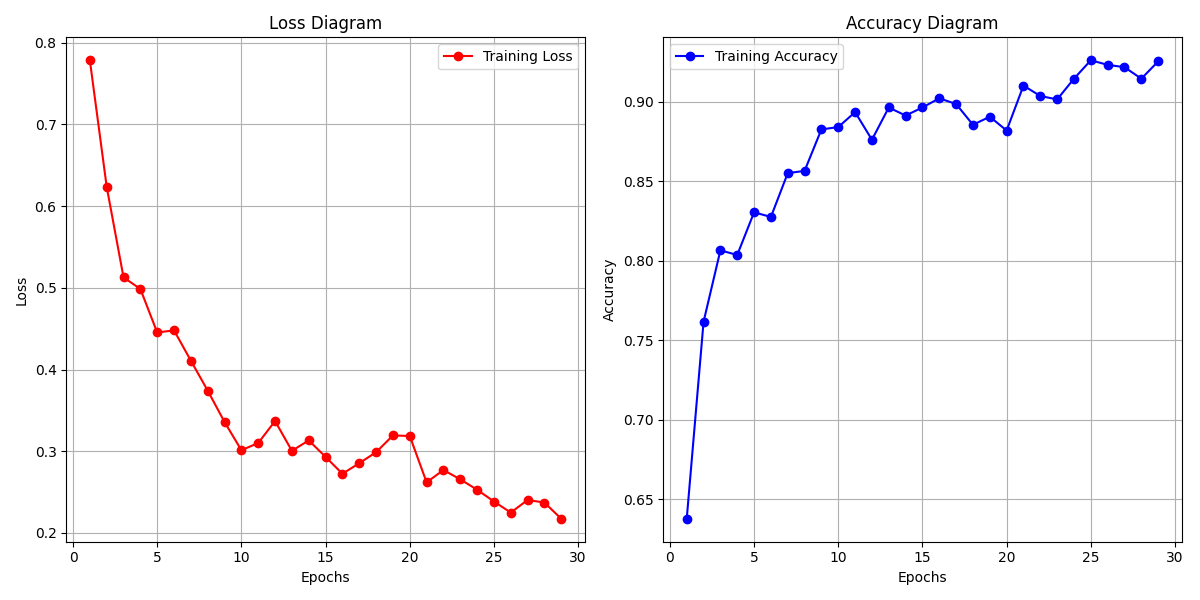 Loss Diagram
Training Loss
0.8
0.7
0.6
0.5
0.4
0.3
0.2
Loss
0 5 10 15 20 25 30
Epochs
Accuracy Diagram
Training Accuracy
0.90
0.85
0.80
0.75
0.70
0.65
Accuracy
0 5 10 15 20 25 30
Epochs